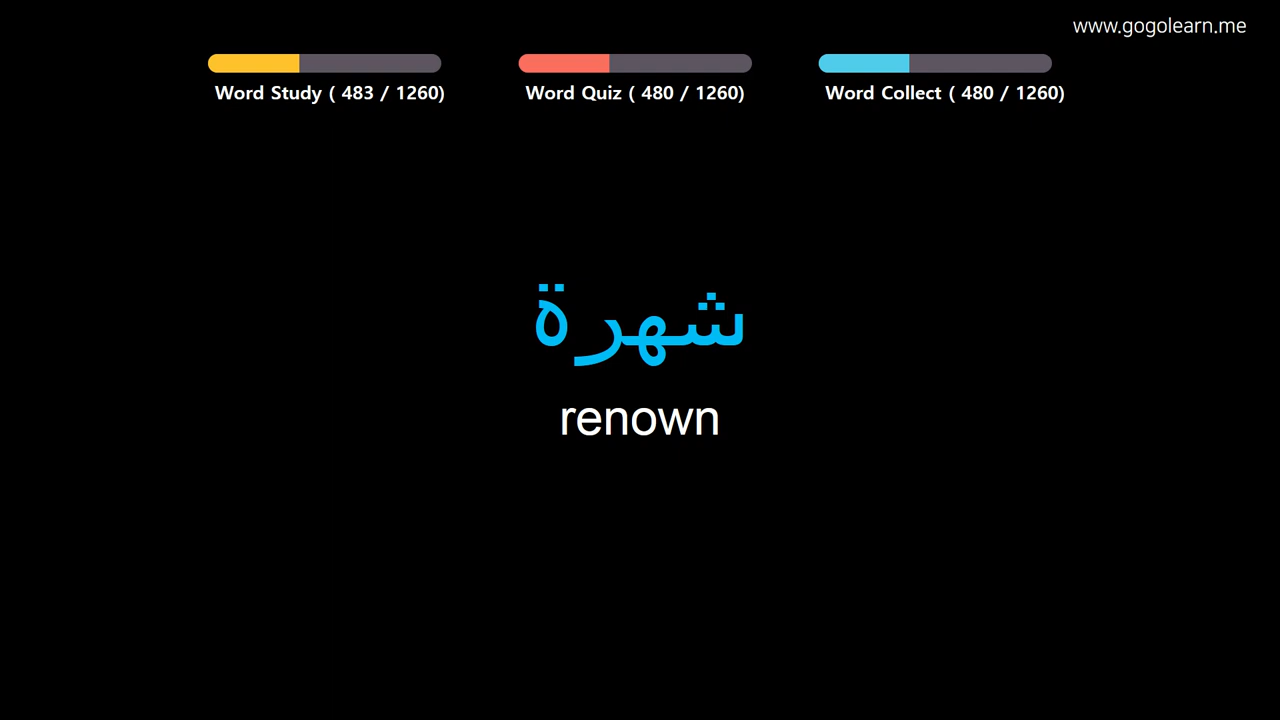 www.gogolearn.me
Word Study ( 483 / 1260)
Word Quiz ( 480 / 1260)
Word Collect ( 480 / 1260)
شهرة
renown